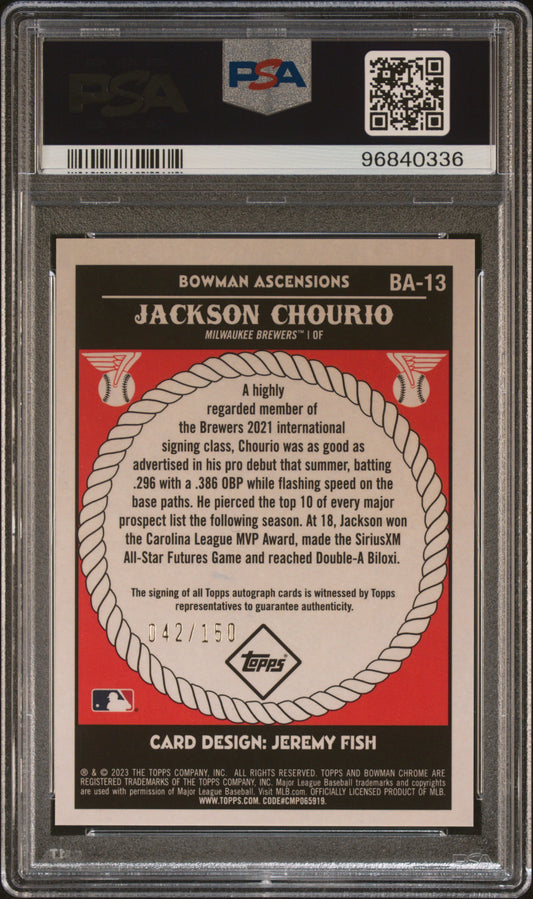 PSA
PSA
96840336
BOWMAN ASCENSIONS
BA-13
JACKSON CHOURIO
MILWAUKEE BREWERS™ | OF
A highly
regarded member of
the Brewers 2021 international
signing class, Chourio was as good as
advertised in his pro debut that summer, batting
.296 with a .386 OBP while flashing speed on the
base paths. He pierced the top 10 of every major
prospect list the following season. At 18, Jackson won
the Carolina League MVP Award, made the SiriusXM
All-Star Futures Game and reached Double-A Biloxi.
The signing of all Topps autograph cards is witnessed by Topps
representatives to guarantee authenticity.
042/150
topps®
CARD DESIGN: JEREMY FISH
® & © 2023 THE TOPPS COMPANY, INC. ALL RIGHTS RESERVED. TOPPS AND BOWMAN CHROME ARE
REGISTERED TRADEMARKS OF THE TOPPS COMPANY, INC. Major League Baseball trademarks and copyrights
are used with permission of Major League Baseball. Visit MLB.com. OFFICIALLY LICENSED PRODUCT OF MLB.
WWW.TOPPS.COM. CODE#CMP065919.